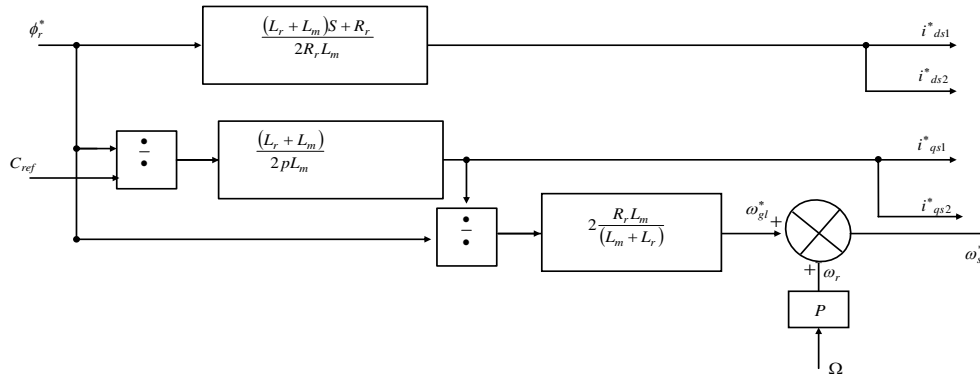 ϕ*r
(Lr + Lm)S + Rr / 2RrLm
i*ds1
i*ds2
Cref
÷
(Lr + Lm) / 2pLm
i*qs1
i*qs2
÷
2 RrLm / (Lm + Lr)
ω*gl
+
+
ωr
ω*s
P
Ω